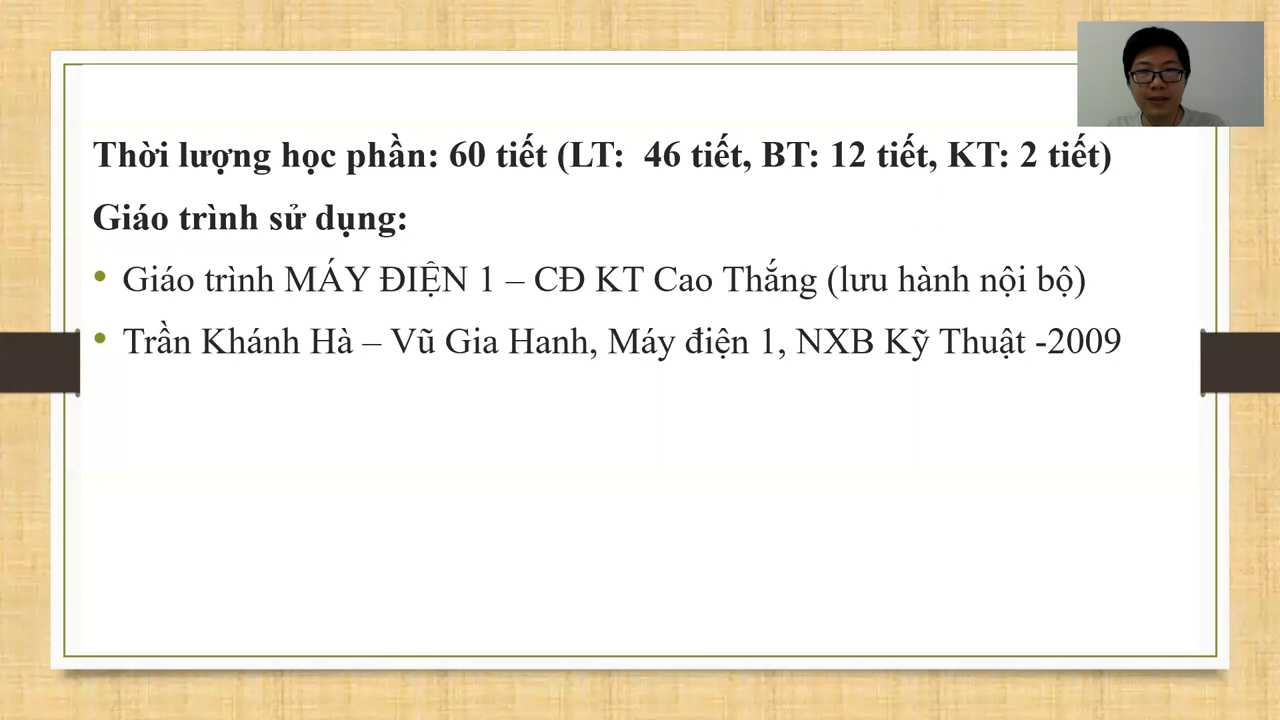 Thời lượng học phần: 60 tiết (LT:  46 tiết, BT: 12 tiết, KT: 2 tiết)
Giáo trình sử dụng:
• Giáo trình MÁY ĐIỆN 1 – CĐ KT Cao Thắng (lưu hành nội bộ)
• Trần Khánh Hà – Vũ Gia Hanh, Máy điện 1, NXB Kỹ Thuật -2009